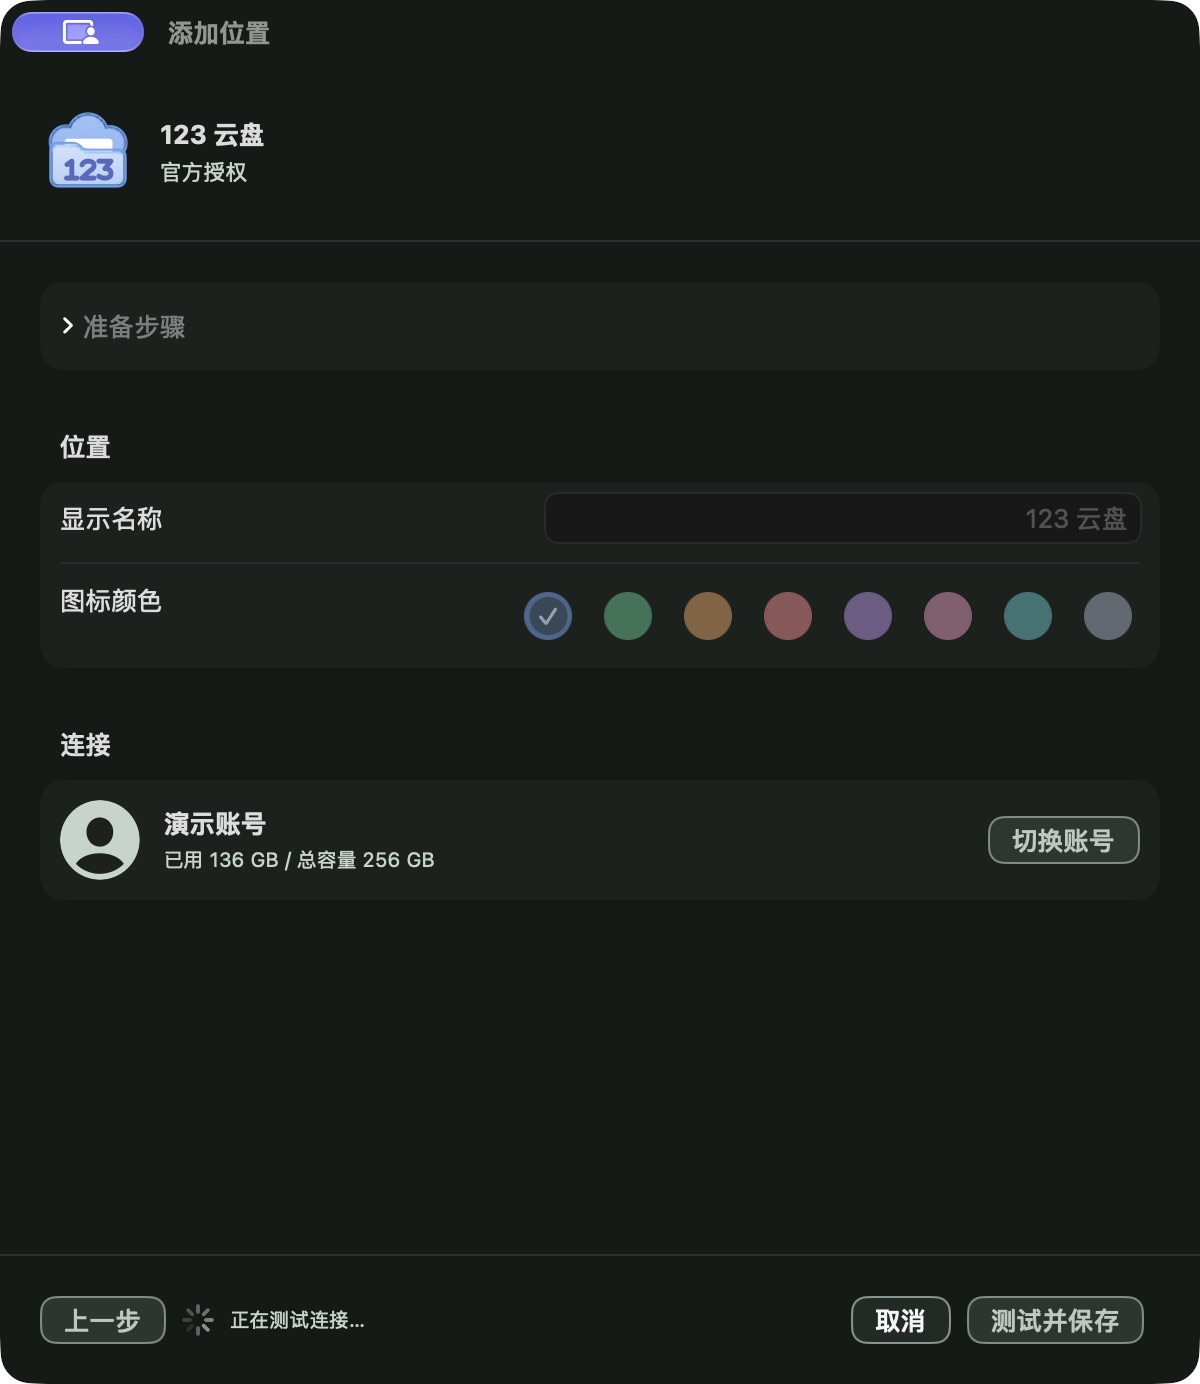 添加位置
123 云盘
123
官方授权
准备步骤
位置
显示名称
123 云盘
图标颜色
连接
演示账号
已用 136 GB / 总容量 256 GB
切换账号
上一步
正在测试连接...
取消
测试并保存